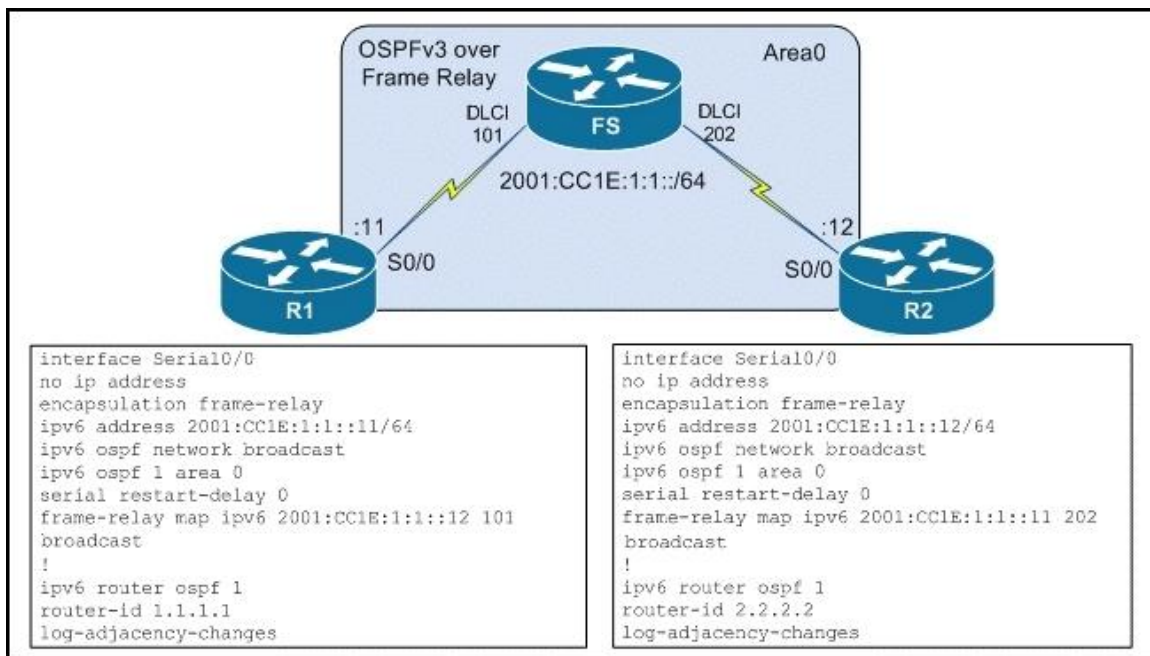 OSPFv3 over
Frame Relay
Area0
DLCI
101
FS
DLCI
202
2001:CC1E:1:1::/64
:11
:12
S0/0
S0/0
R1
R2
interface Serial0/0
no ip address
encapsulation frame-relay
ipv6 address 2001:CC1E:1:1::11/64
ipv6 ospf network broadcast
ipv6 ospf 1 area 0
serial restart-delay 0
frame-relay map ipv6 2001:CC1E:1:1::12 101
broadcast
!
ipv6 router ospf 1
router-id 1.1.1.1
log-adjacency-changes
interface Serial0/0
no ip address
encapsulation frame-relay
ipv6 address 2001:CC1E:1:1::12/64
ipv6 ospf network broadcast
ipv6 ospf 1 area 0
serial restart-delay 0
frame-relay map ipv6 2001:CC1E:1:1::11 202
broadcast
!
ipv6 router ospf 1
router-id 2.2.2.2
log-adjacency-changes